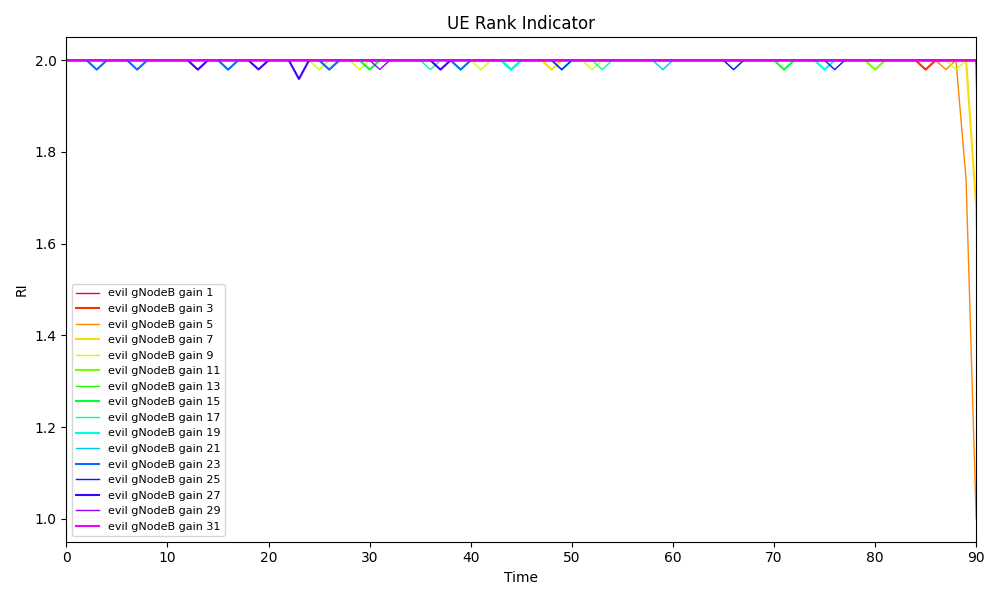 UE Rank Indicator
RI
2.0
1.8
1.6
1.4
1.2
1.0
evil gNodeB gain 1
evil gNodeB gain 3
evil gNodeB gain 5
evil gNodeB gain 7
evil gNodeB gain 9
evil gNodeB gain 11
evil gNodeB gain 13
evil gNodeB gain 15
evil gNodeB gain 17
evil gNodeB gain 19
evil gNodeB gain 21
evil gNodeB gain 23
evil gNodeB gain 25
evil gNodeB gain 27
evil gNodeB gain 29
evil gNodeB gain 31
0 10 20 30 40 50 60 70 80 90
Time